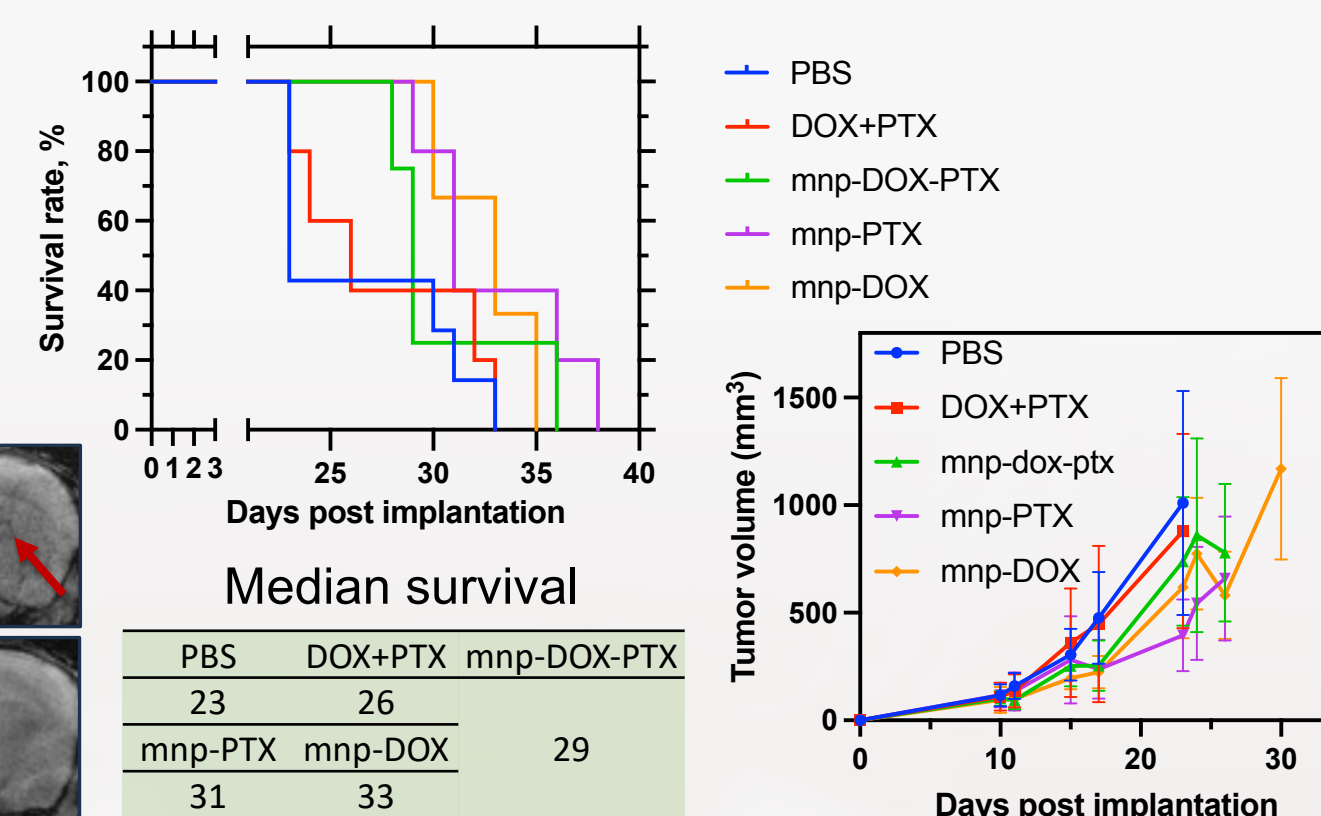 Survival rate, %
100
80
60
40
20
0
0 1 2 3 25 30 35 40
Days post implantation
PBS
DOX+PTX
mnp-DOX-PTX
mnp-PTX
mnp-DOX
Median survival
PBS DOX+PTX mnp-DOX-PTX
23 26
29
mnp-PTX mnp-DOX
31 33
Tumor volume (mm³)
1500
1000
500
0
PBS
DOX+PTX
mnp-dox-ptx
mnp-PTX
mnp-DOX
0 10 20 30
Days post implantation